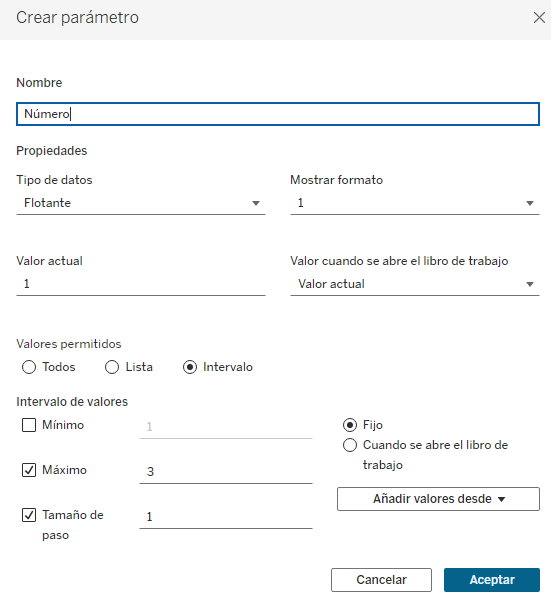 Crear parámetro
Nombre
Número
Propiedades
Tipo de datos
Mostrar formato
Flotante
1
Valor actual
Valor cuando se abre el libro de trabajo
1
Valor actual
Valores permitidos
Todos
Lista
Intervalo
Intervalo de valores
Mínimo
1
Fijo
Cuando se abre el libro de
trabajo
Máximo
3
Añadir valores desde
Tamaño de
paso
1
Cancelar
Aceptar